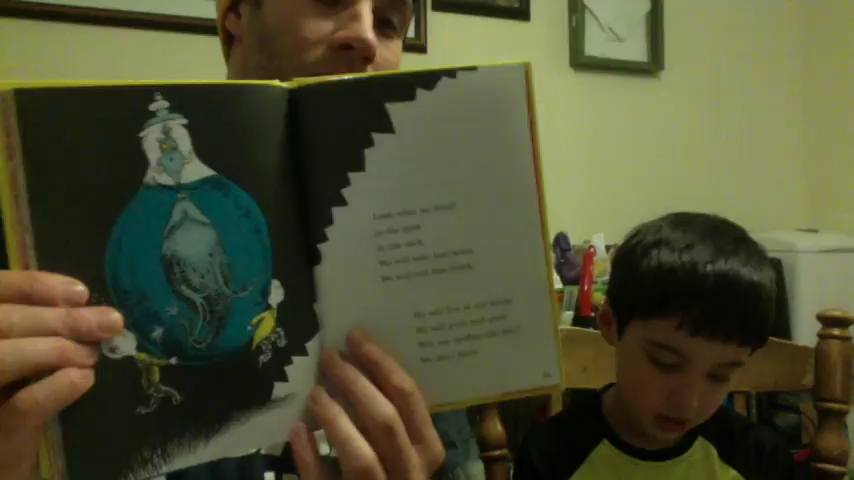 Look what we found
in the park
in the dark.
We will take him home.
We will call him Clark.
He will live at our house.
He will grow and grow.
Will our mother like this?
We don't know.